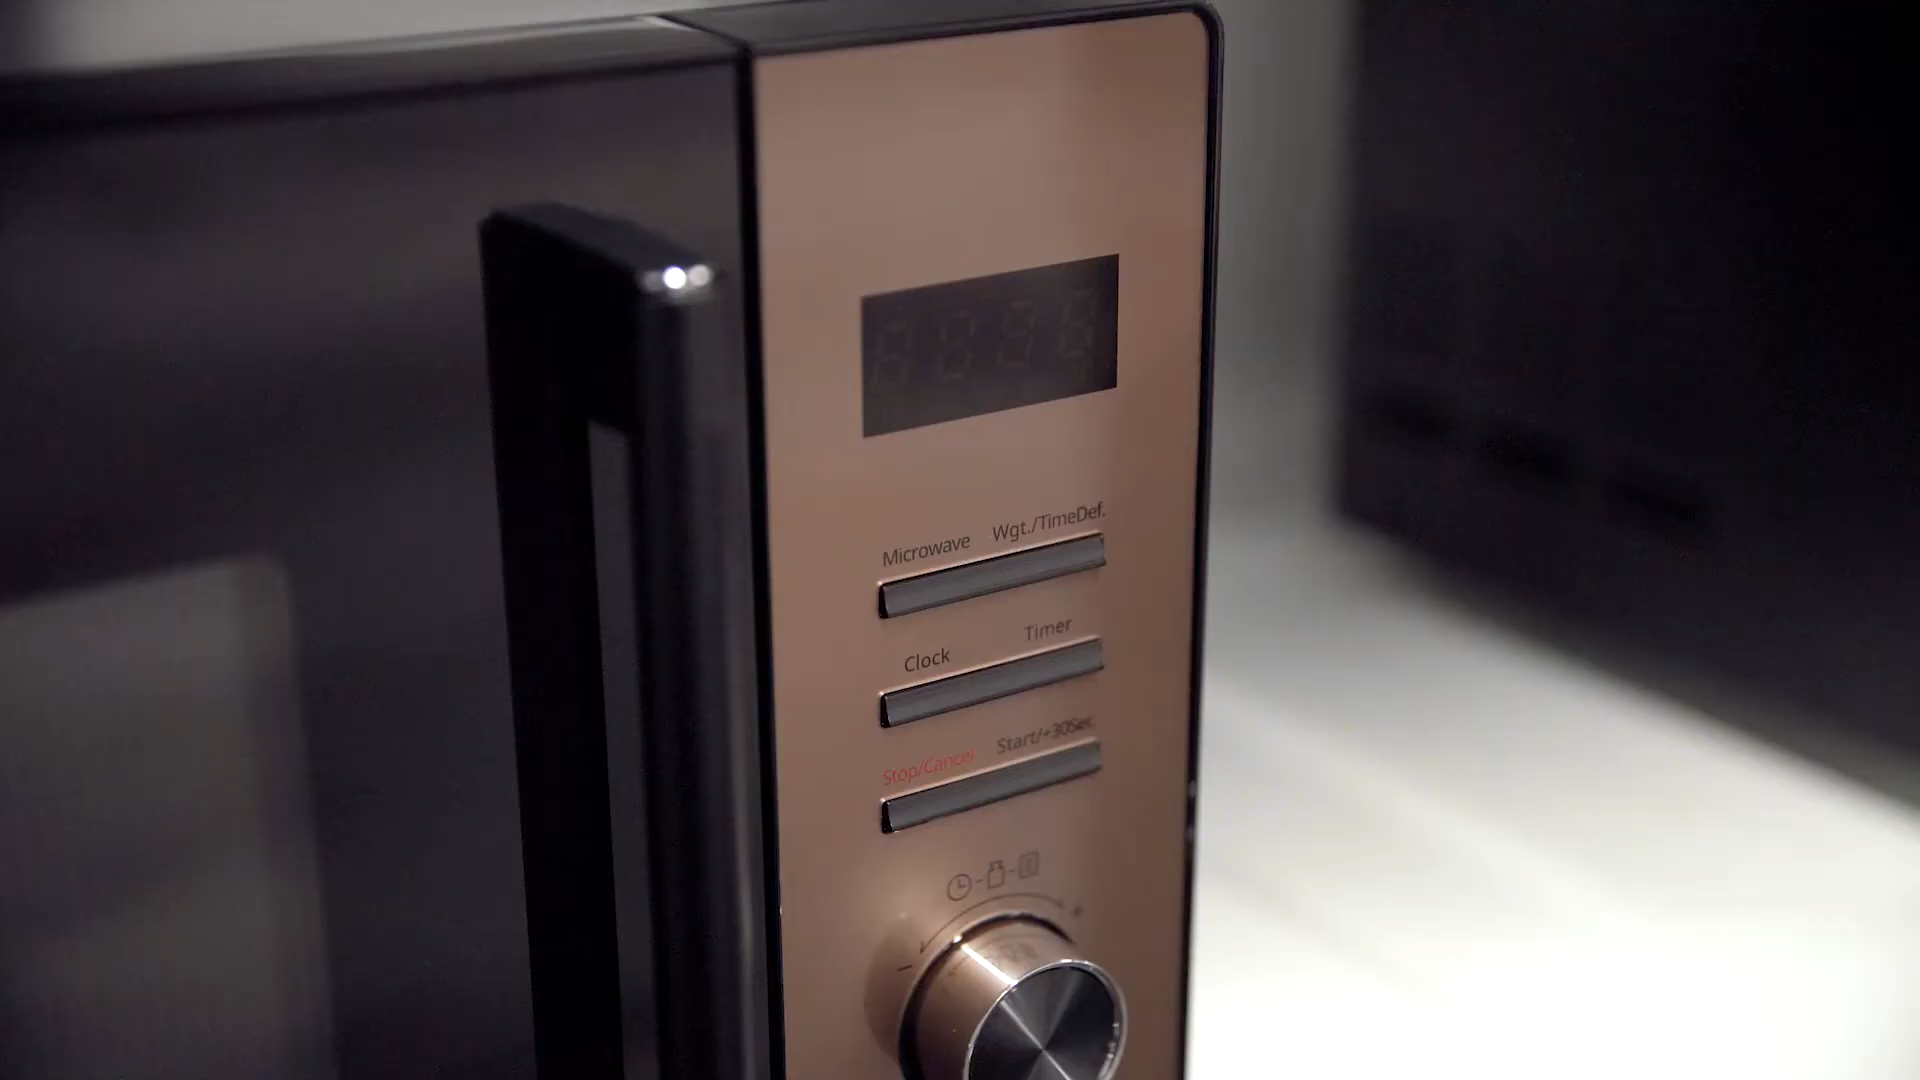 Microwave Wgt./TimeDef.
Clock Timer
Stop/Cancel Start/+30Sec.
- +